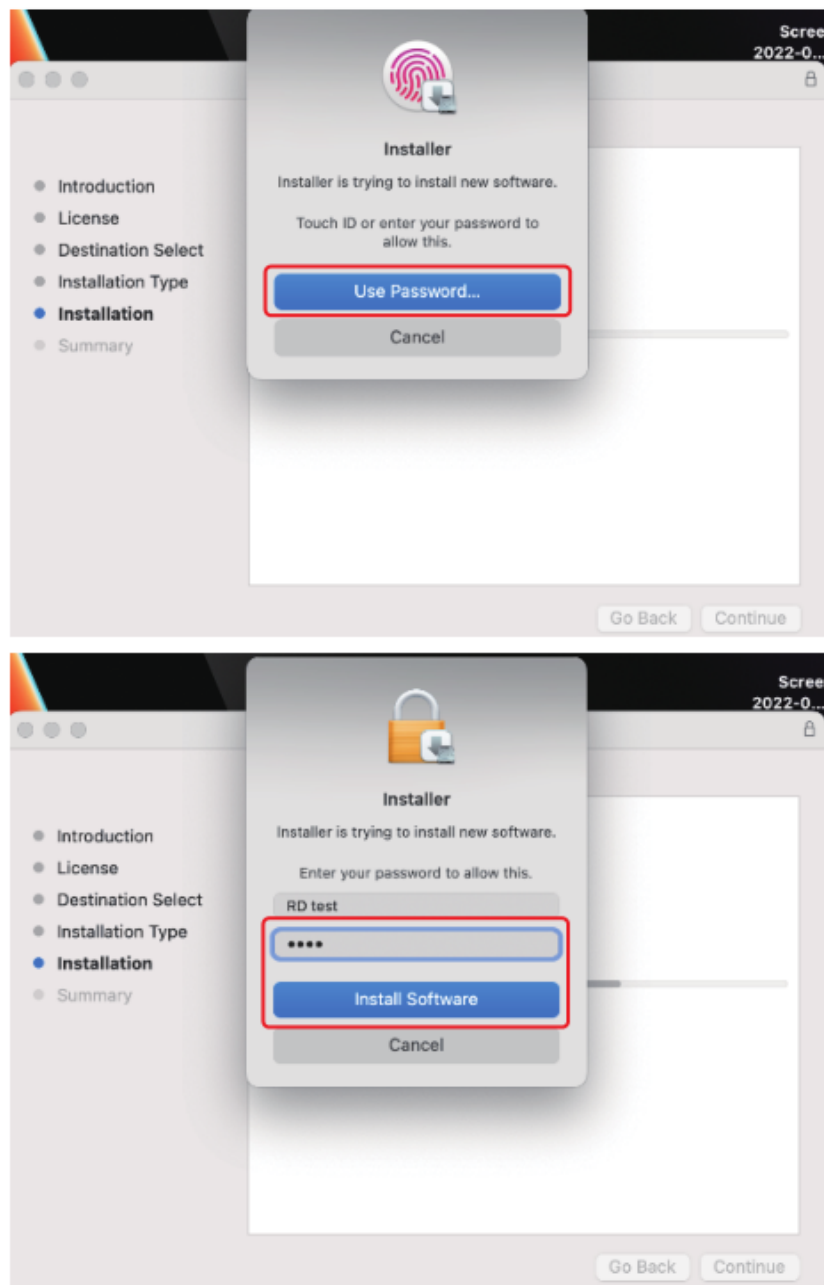 Scree
2022-0...
Installer
Installer is trying to install new software.
Touch ID or enter your password to
allow this.
Use Password...
Cancel
Introduction
License
Destination Select
Installation Type
Installation
Summary
Go Back
Continue
Scree
2022-0...
Installer
Installer is trying to install new software.
Enter your password to allow this.
RD test
••••
Install Software
Cancel
Introduction
License
Destination Select
Installation Type
Installation
Summary
Go Back
Continue